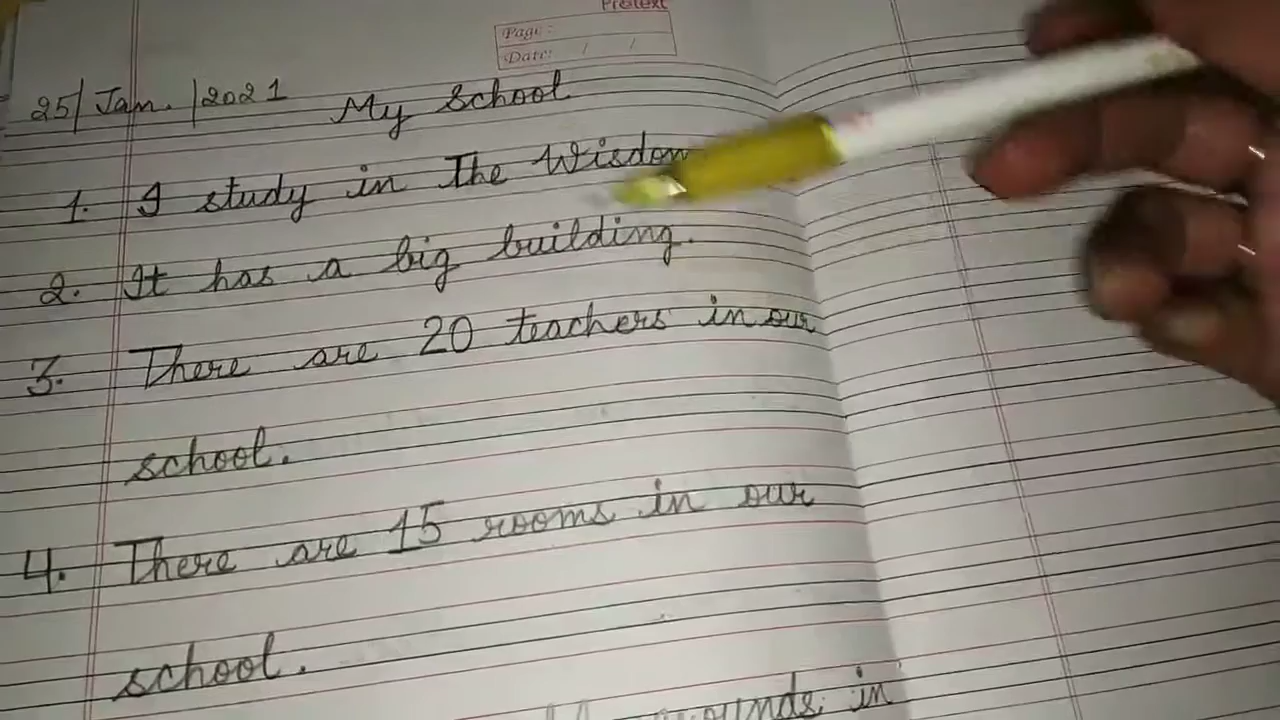 Pretext
Page:
Date: / /
25/Jan./2021 My School
1. I study in The Wisdom
2. It has a big building.
3. There are 20 teachers in our
school.
4. There are 15 rooms in our
school.
in